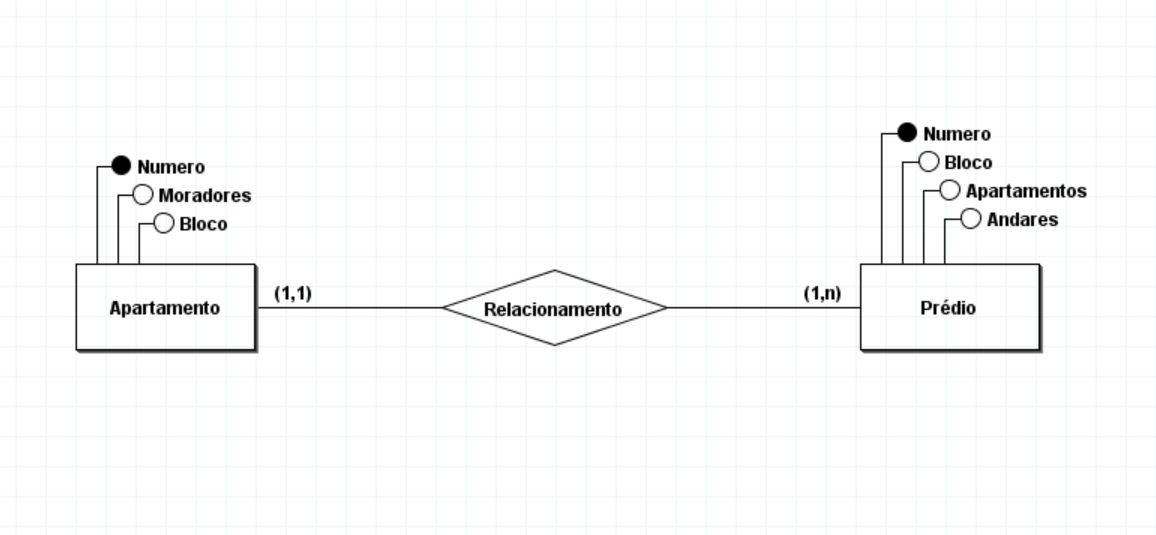 Numero
Moradores
Bloco
Apartamento
(1,1)
Relacionamento
(1,n)
Numero
Bloco
Apartamentos
Andares
Prédio